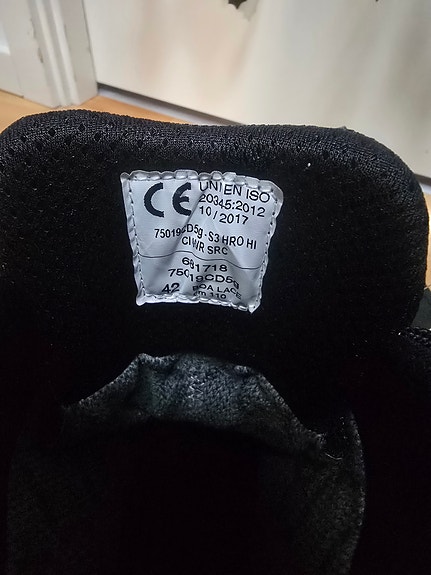 CE UNI EN ISO
20345:2012
10/2017
75019CD5g - S3 HRO HI
CI WR SRC
691718
75019CD5g
42 BOA LACE